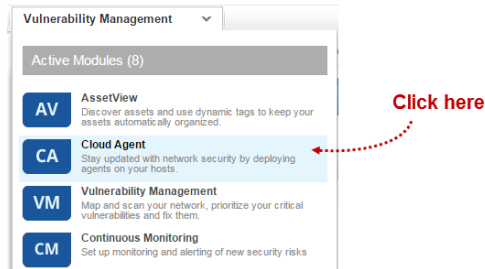 Vulnerability Management
Active Modules (8)
AV
AssetView
Discover assets and use dynamic tags to keep your
assets automatically organized.
Click here
CA
Cloud Agent
Stay updated with network security by deploying
agents on your hosts.
VM
Vulnerability Management
Map and scan your network, prioritize your critical
vulnerabilities and fix them.
CM
Continuous Monitoring
Set up monitoring and alerting of new security risks